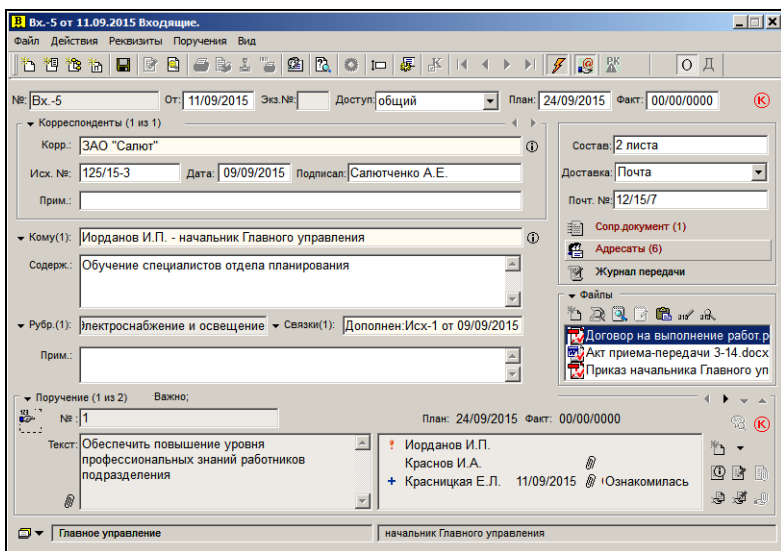 Вх.-5 от 11.09.2015 Входящие.
Файл Действия Реквизиты Поручения Вид
РК О Д
№: Вх.-5 От: 11/09/2015 Экз.№: Доступ: общий План: 24/09/2015 Факт: 00/00/0000 К
Корреспонденты (1 из 1)
Корр.: ЗАО "Салют"
Исх. №: 125/15-3 Дата: 09/09/2015 Подписал: Салютченко А.Е.
Прим.:
Состав: 2 листа
Доставка: Почта
Почт. №: 12/15/7
Сопр.документ (1)
Адресаты (6)
Журнал передачи
Кому(1): Иорданов И.П. - начальник Главного управления
Содерж.: Обучение специалистов отдела планирования
Рубр.(1): Электроснабжение и освещение Связки(1): Дополнен:Исх-1 от 09/09/2015
Прим.:
Файлы
Договор на выполнение работ.р
Акт приема-передачи 3-14.docx
Приказ начальника Главного уп
Поручение (1 из 2) Важно;
№: 1 План: 24/09/2015 Факт: 00/00/0000 К
Текст: Обеспечить повышение уровня
профессиональных знаний работников
подразделения
! Иорданов И.П.
Краснов И.А.
+ Красницкая Е.Л. 11/09/2015 Ознакомилась
Главное управление начальник Главного управления